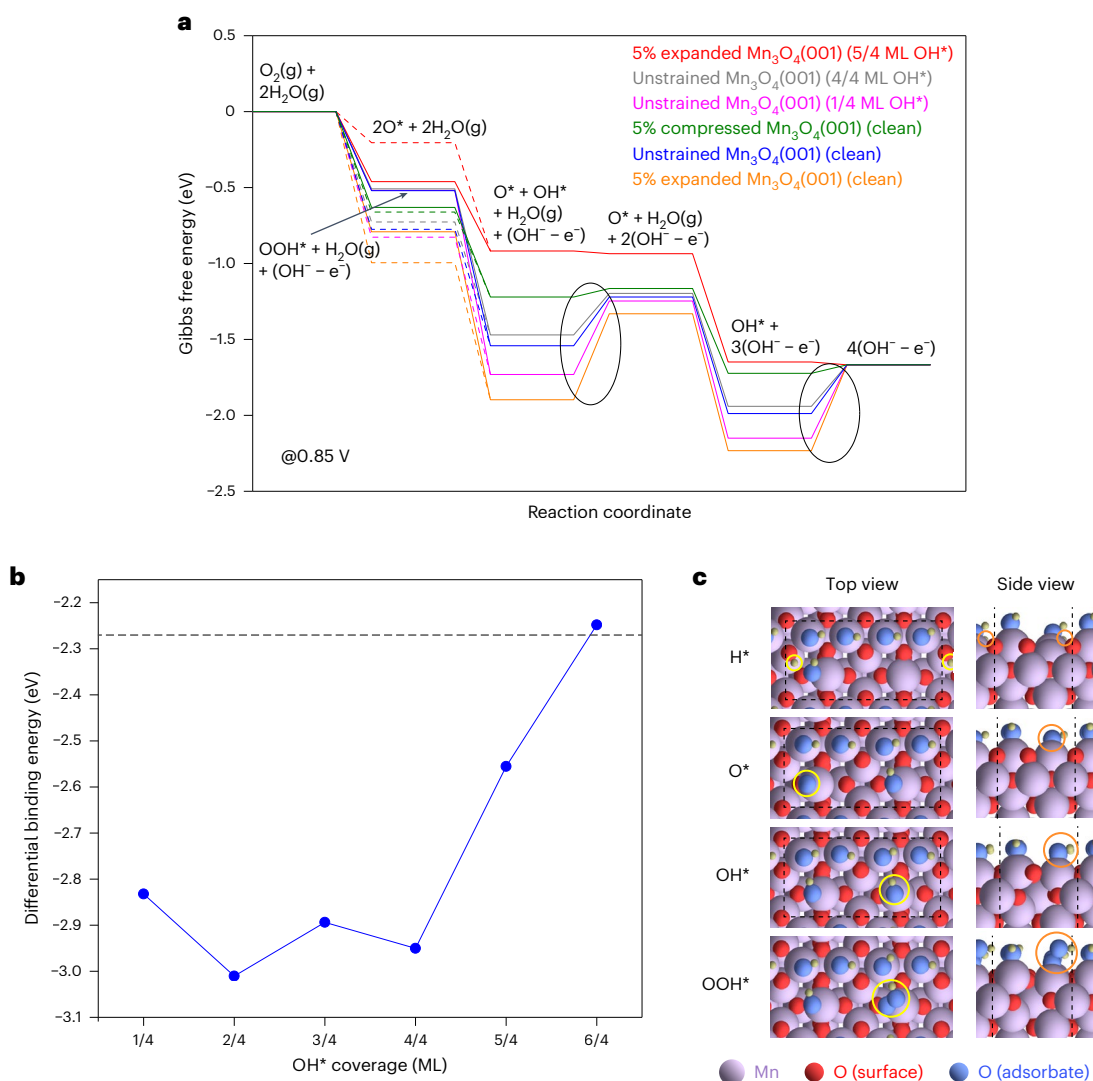 a
0.5
0
−0.5
−1.0
−1.5
−2.0
−2.5
Gibbs free energy (eV)
Reaction coordinate
5% expanded Mn₃O₄(001) (5/4 ML OH*)
Unstrained Mn₃O₄(001) (4/4 ML OH*)
Unstrained Mn₃O₄(001) (1/4 ML OH*)
5% compressed Mn₃O₄(001) (clean)
Unstrained Mn₃O₄(001) (clean)
5% expanded Mn₃O₄(001) (clean)
O₂(g) +
2H₂O(g)
2O* + 2H₂O(g)
OOH* + H₂O(g)
+ (OH⁻ − e⁻)
O* + OH*
+ H₂O(g)
+ (OH⁻ − e⁻)
O* + H₂O(g)
+ 2(OH⁻ − e⁻)
OH* +
3(OH⁻ − e⁻)
4(OH⁻ − e⁻)
@0.85 V
b
−2.2
−2.3
−2.4
−2.5
−2.6
−2.7
−2.8
−2.9
−3.0
−3.1
Differential binding energy (eV)
1/4
2/4
3/4
4/4
5/4
6/4
OH* coverage (ML)
c
Top view
Side view
H*
O*
OH*
OOH*
Mn
O (surface)
O (adsorbate)